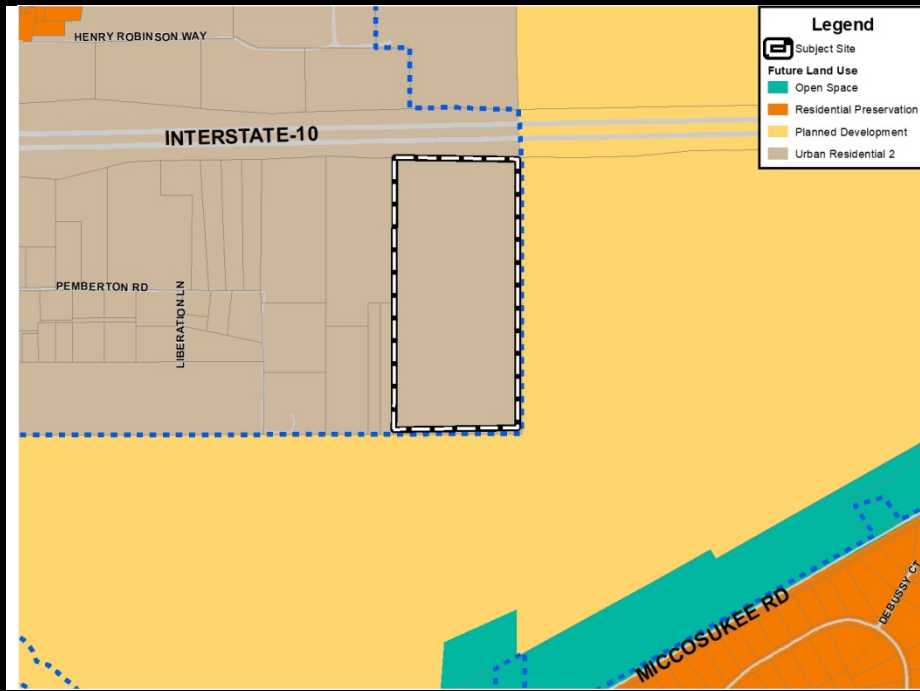 HENRY ROBINSON WAY
INTERSTATE-10
PEMBERTON RD
LIBERATION LN
MICCOSUKEE RD
DEBUSSY CT
Legend
Subject Site
Future Land Use
Open Space
Residential Preservation
Planned Development
Urban Residential 2